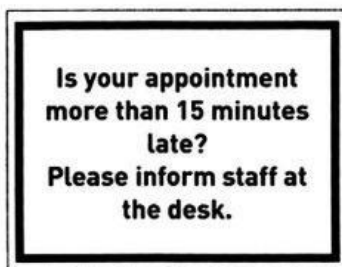 Is your appointment
more than 15 minutes
late?
Please inform staff at
the desk.